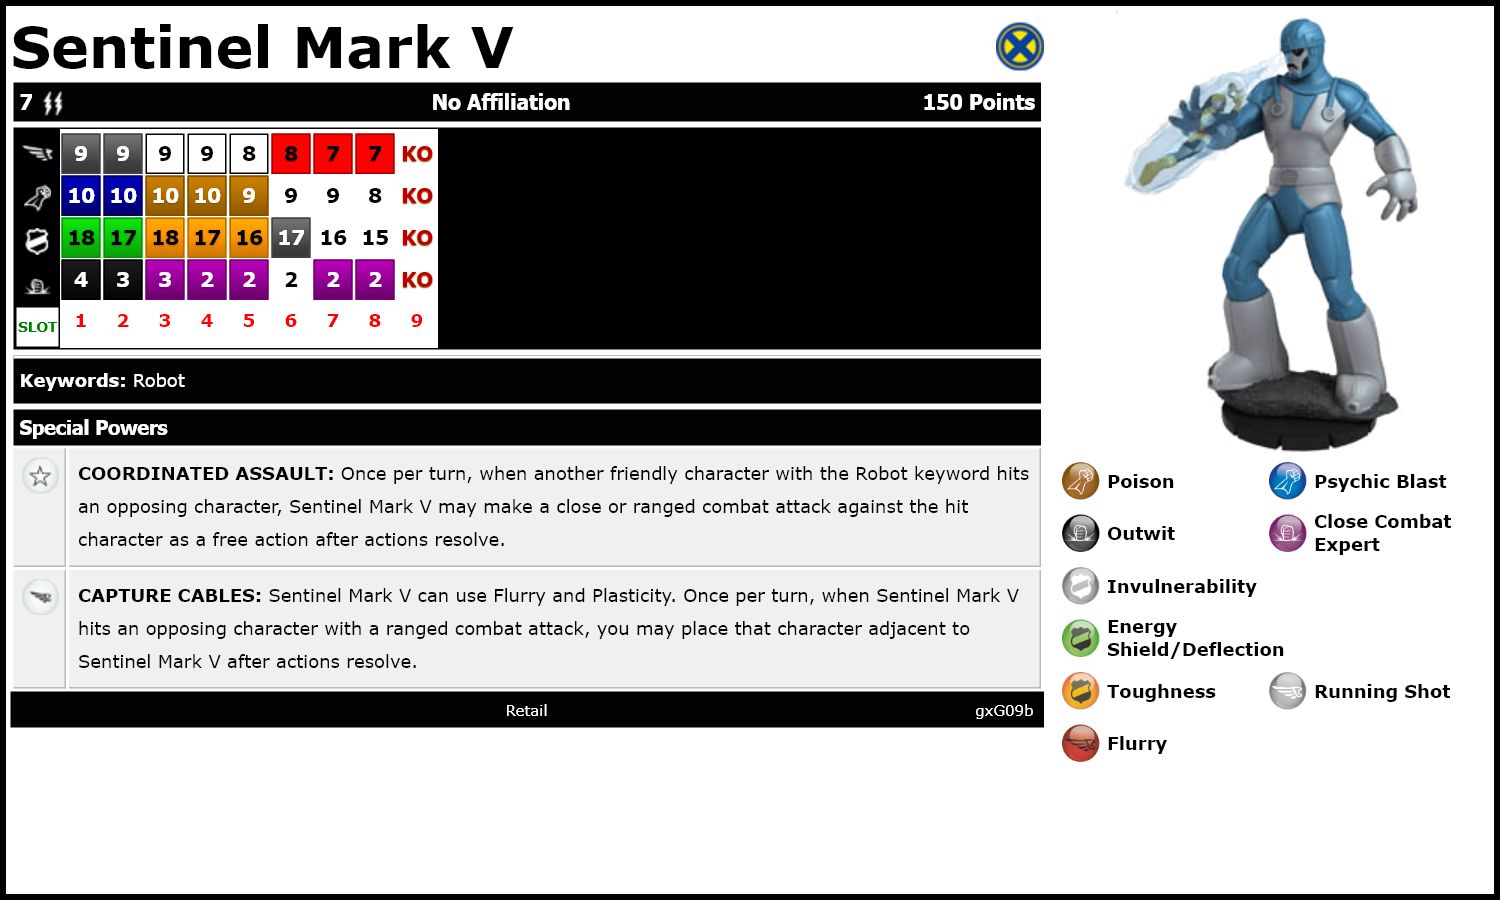 Sentinel Mark V
7 No Affiliation 150 Points
9 9 9 9 8 8 7 7 KO
10 10 10 10 9 9 9 8 KO
18 17 18 17 16 17 16 15 KO
4 3 3 2 2 2 2 2 KO
SLOT 1 2 3 4 5 6 7 8 9
Keywords: Robot
Special Powers
COORDINATED ASSAULT: Once per turn, when another friendly character with the Robot keyword hits
an opposing character, Sentinel Mark V may make a close or ranged combat attack against the hit
character as a free action after actions resolve.
CAPTURE CABLES: Sentinel Mark V can use Flurry and Plasticity. Once per turn, when Sentinel Mark V
hits an opposing character with a ranged combat attack, you may place that character adjacent to
Sentinel Mark V after actions resolve.
Retail gxG09b
Poison Psychic Blast
Outwit Close Combat
Expert
Invulnerability
Energy
Shield/Deflection
Toughness Running Shot
Flurry